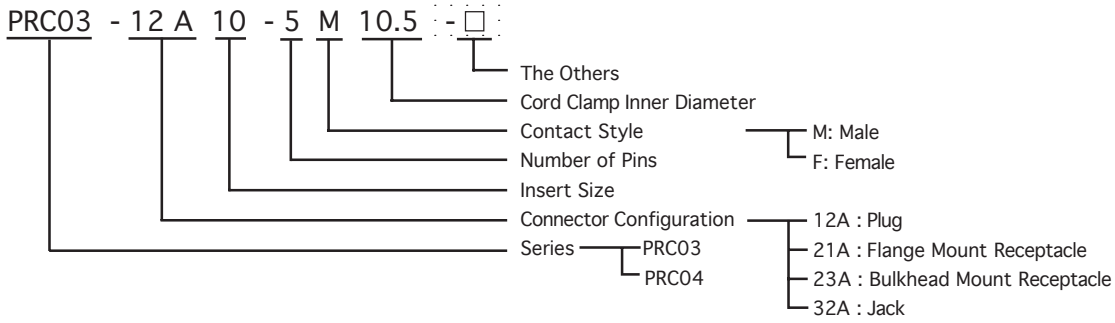 PRC03 - 12 A 10 - 5 M 10.5 - □
The Others
Cord Clamp Inner Diameter
Contact Style
M: Male
Number of Pins
F: Female
Insert Size
Connector Configuration
12A : Plug
Series
PRC03
21A : Flange Mount Receptacle
PRC04
23A : Bulkhead Mount Receptacle
32A : Jack